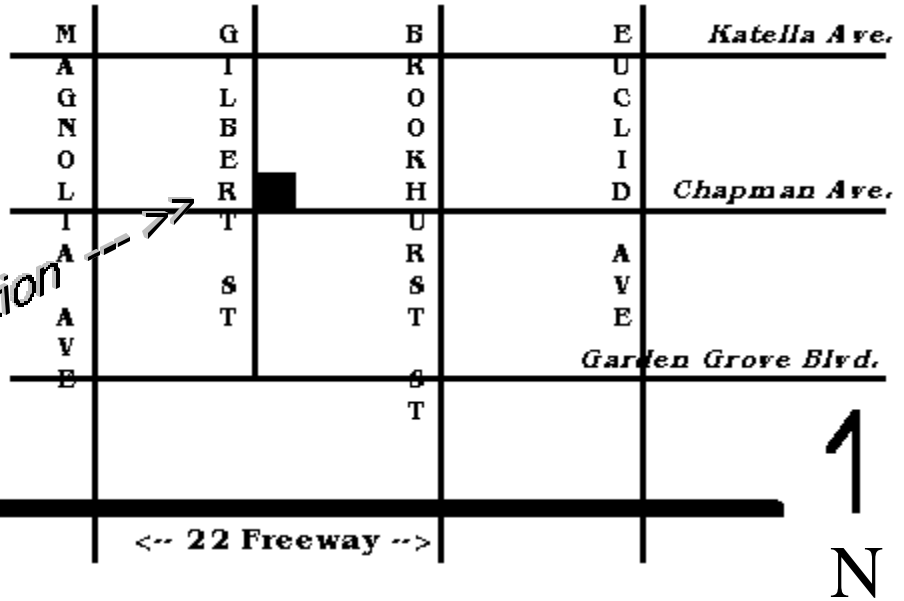 MAGNOLIA AVE
GILBERT ST
BROOKHURST ST
EUCLID AVE
Katella Ave.
Chapman Ave.
Garden Grove Blvd.
<-- 22 Freeway -->
N